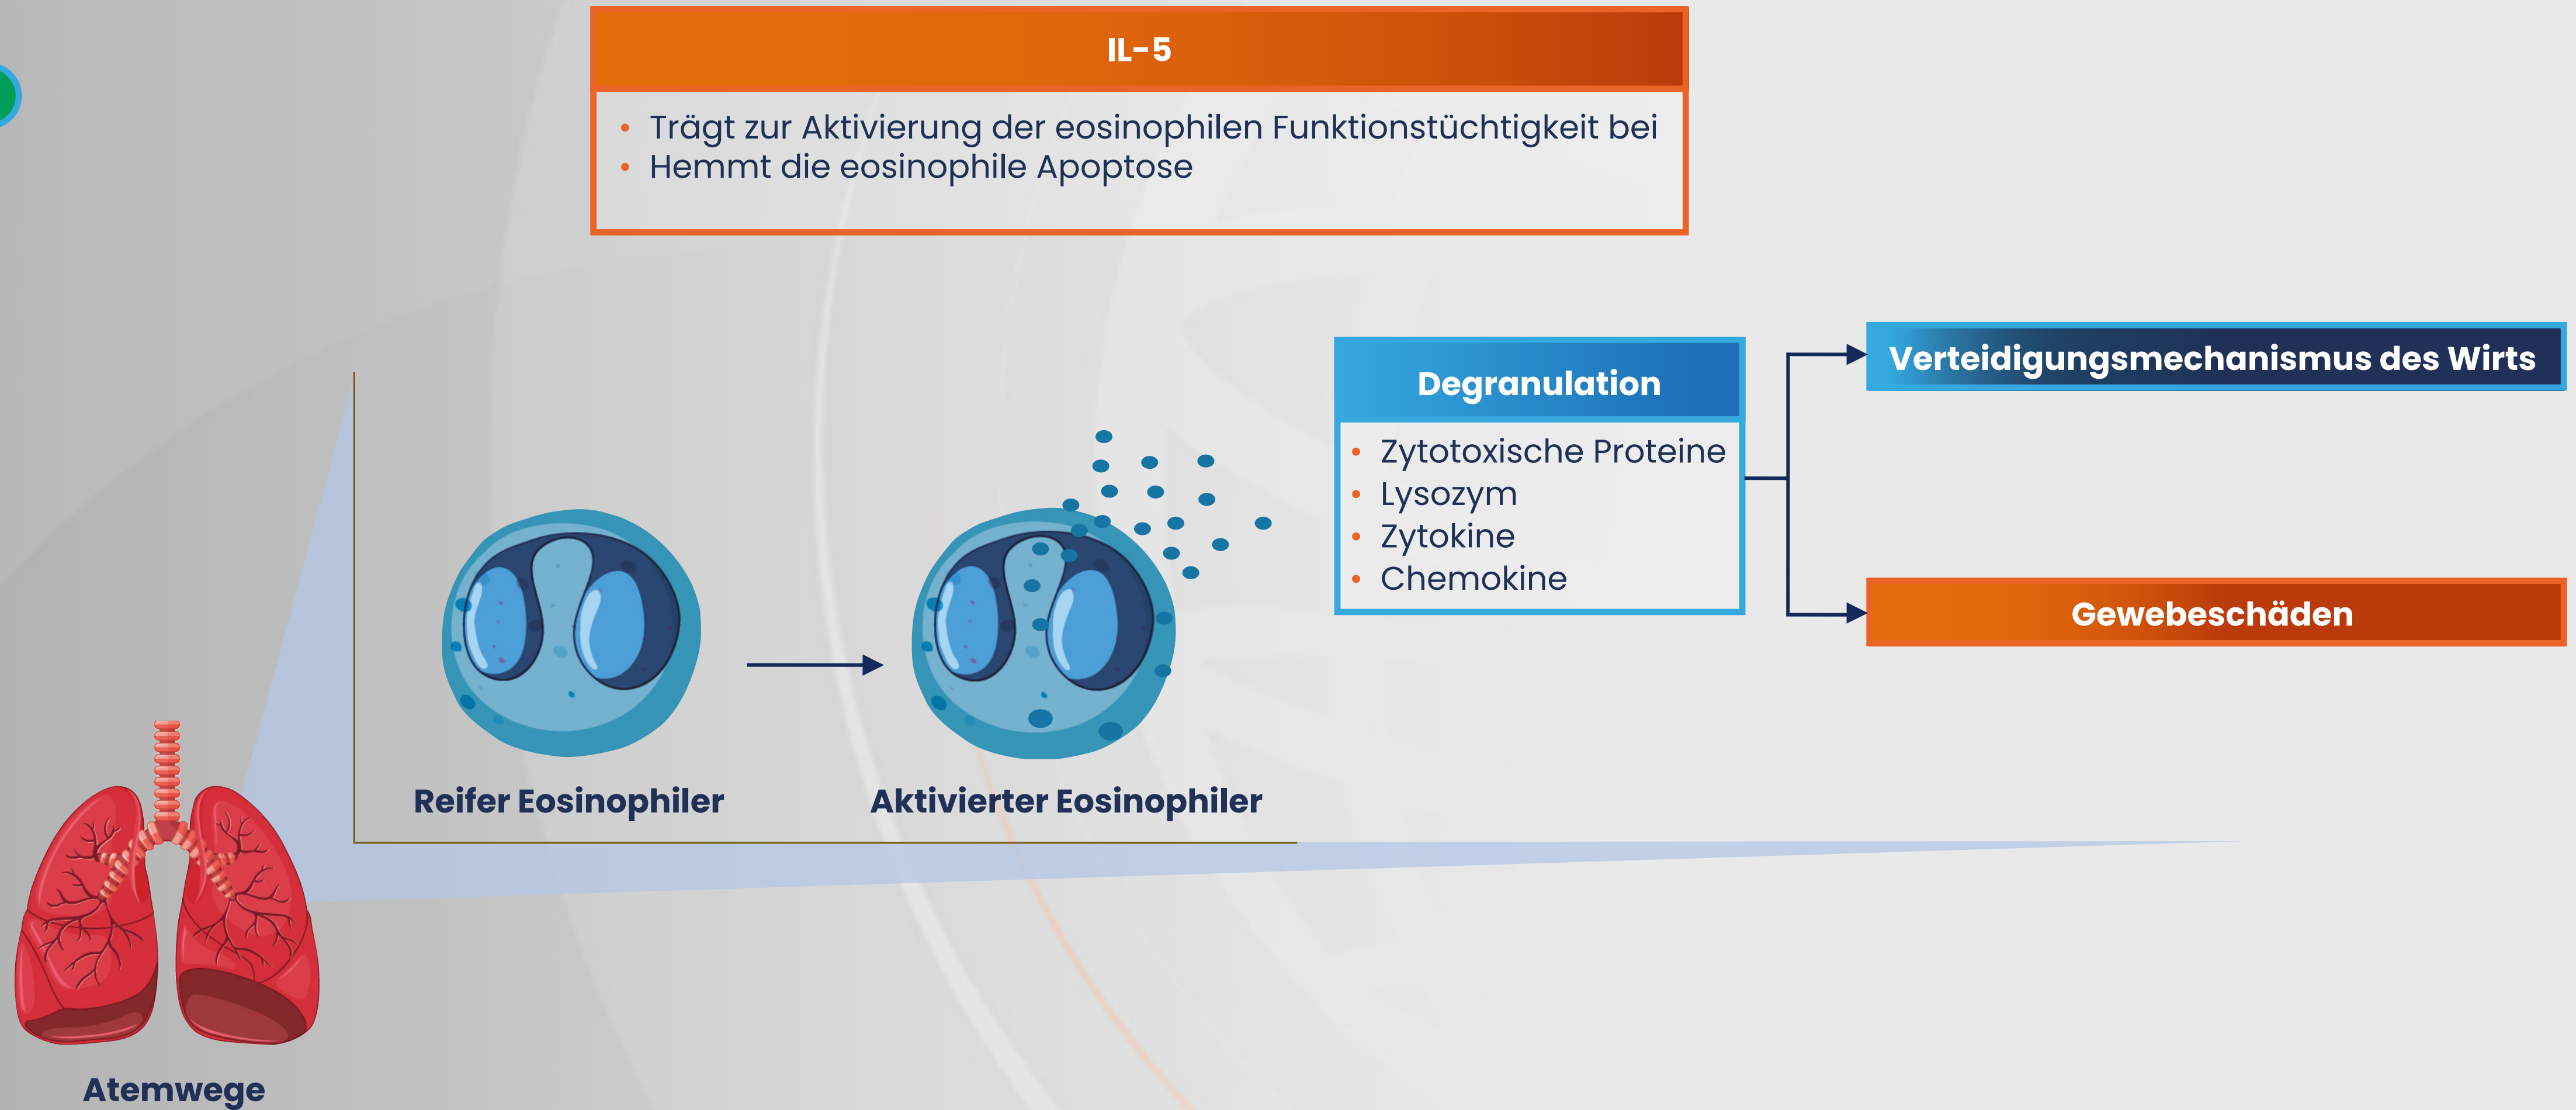 IL-5
• Trägt zur Aktivierung der eosinophilen Funktionstüchtigkeit bei
• Hemmt die eosinophile Apoptose
Degranulation
• Zytotoxische Proteine
• Lysozym
• Zytokine
• Chemokine
Verteidigungsmechanismus des Wirts
Gewebeschäden
Reifer Eosinophiler
Aktivierter Eosinophiler
Atemwege